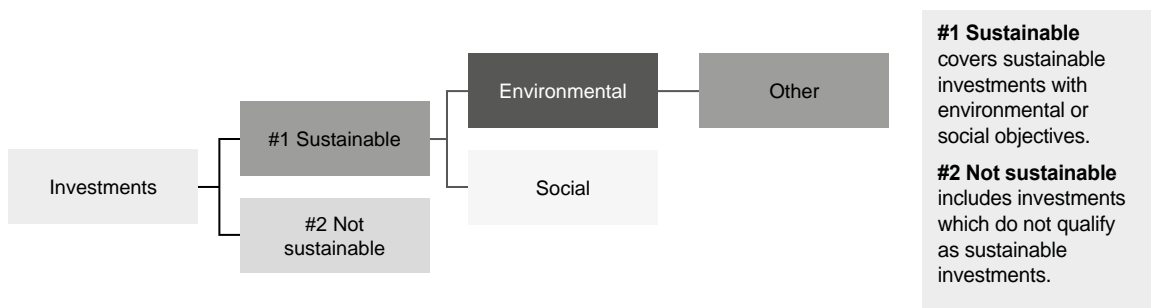 Investments
#1 Sustainable
#2 Not
sustainable
Environmental
Social
Other
#1 Sustainable
covers sustainable
investments with
environmental or
social objectives.
#2 Not sustainable
includes investments
which do not qualify
as sustainable
investments.